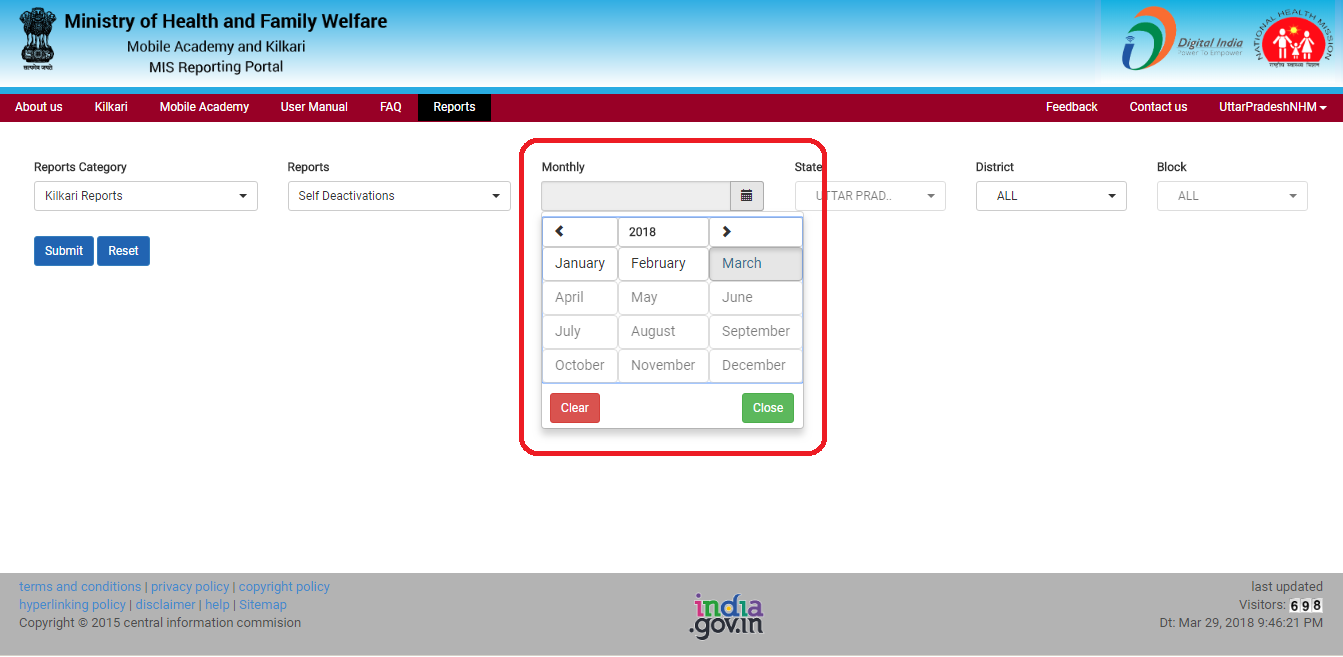 Ministry of Health and Family Welfare
Mobile Academy and Kilkari
MIS Reporting Portal
सत्यमेव जयते
Digital India
Power To Empower
NATIONAL HEALTH MISSION
राष्ट्रीय स्वास्थ्य मिशन
About us Kilkari Mobile Academy User Manual FAQ Reports Feedback Contact us UttarPradeshNHM
Reports Category Reports Monthly State District Block
Kilkari Reports Self Deactivations UTTAR PRAD.. ALL ALL
Submit Reset
2018
January February March
April May June
July August September
October November December
Clear Close
terms and conditions | privacy policy | copyright policy
hyperlinking policy | disclaimer | help | Sitemap
Copyright © 2015 central information commision
india
.gov.in
last updated
Visitors: 698
Dt: Mar 29, 2018 9:46:21 PM